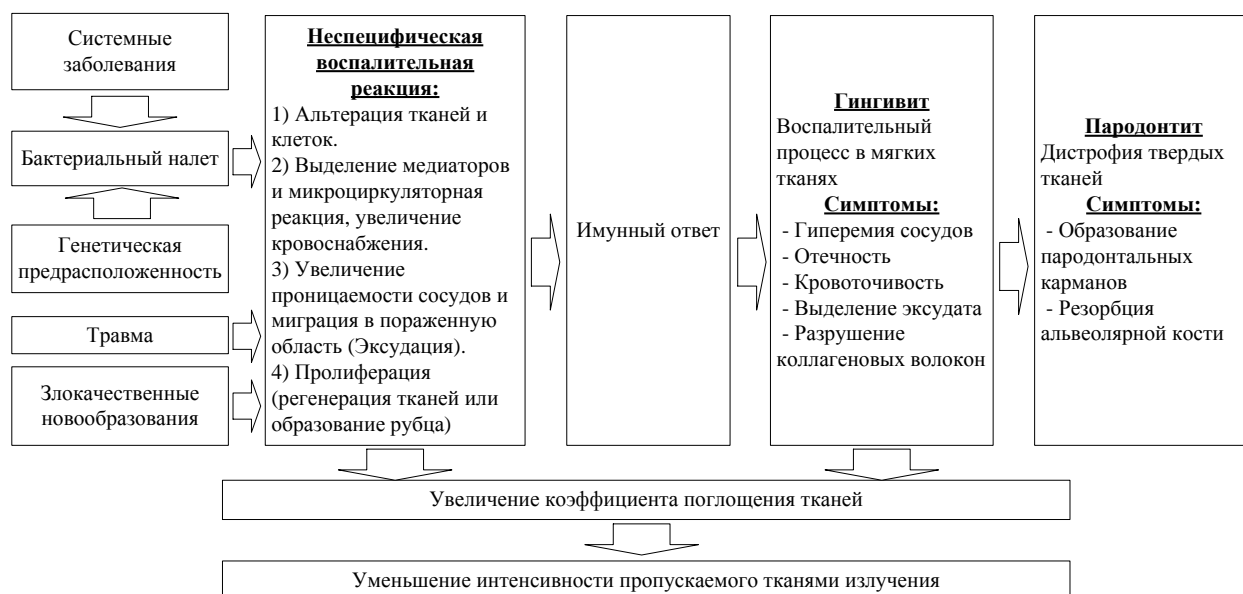 Системные
заболевания
Бактериальный налет
Генетическая
предрасположенность
Травма
Злокачественные
новообразования
Неспецифическая
воспалительная
реакция:
1) Альтерация тканей и
клеток.
2) Выделение медиаторов
и микроциркуляторная
реакция, увеличение
кровоснабжения.
3) Увеличение
проницаемости сосудов и
миграция в пораженную
область (Эксудация).
4) Пролиферация
(регенерация тканей или
образование рубца)
Имунный ответ
Гингивит
Воспалительный
процесс в мягких
тканях
Симптомы:
- Гиперемия сосудов
- Отечность
- Кровоточивость
- Выделение эксудата
- Разрушение
коллагеновых волокон
Пародонтит
Дистрофия твердых
тканей
Симптомы:
- Образование
пародонтальных
карманов
- Резорбция
альвеолярной кости
Увеличение коэффициента поглощения тканей
Уменьшение интенсивности пропускаемого тканями излучения